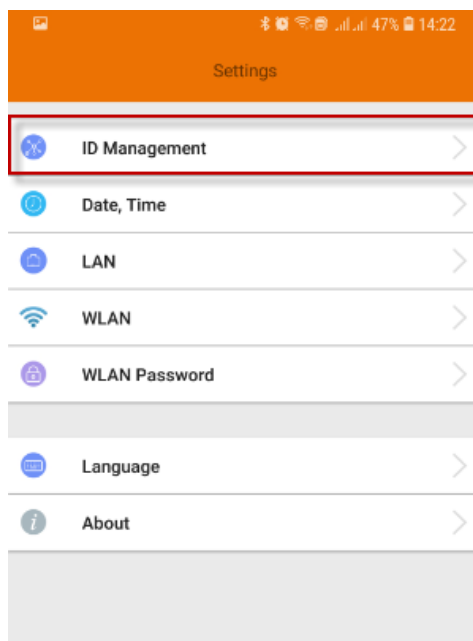 47% 14:22
Settings
ID Management
Date, Time
LAN
WLAN
WLAN Password
Language
About